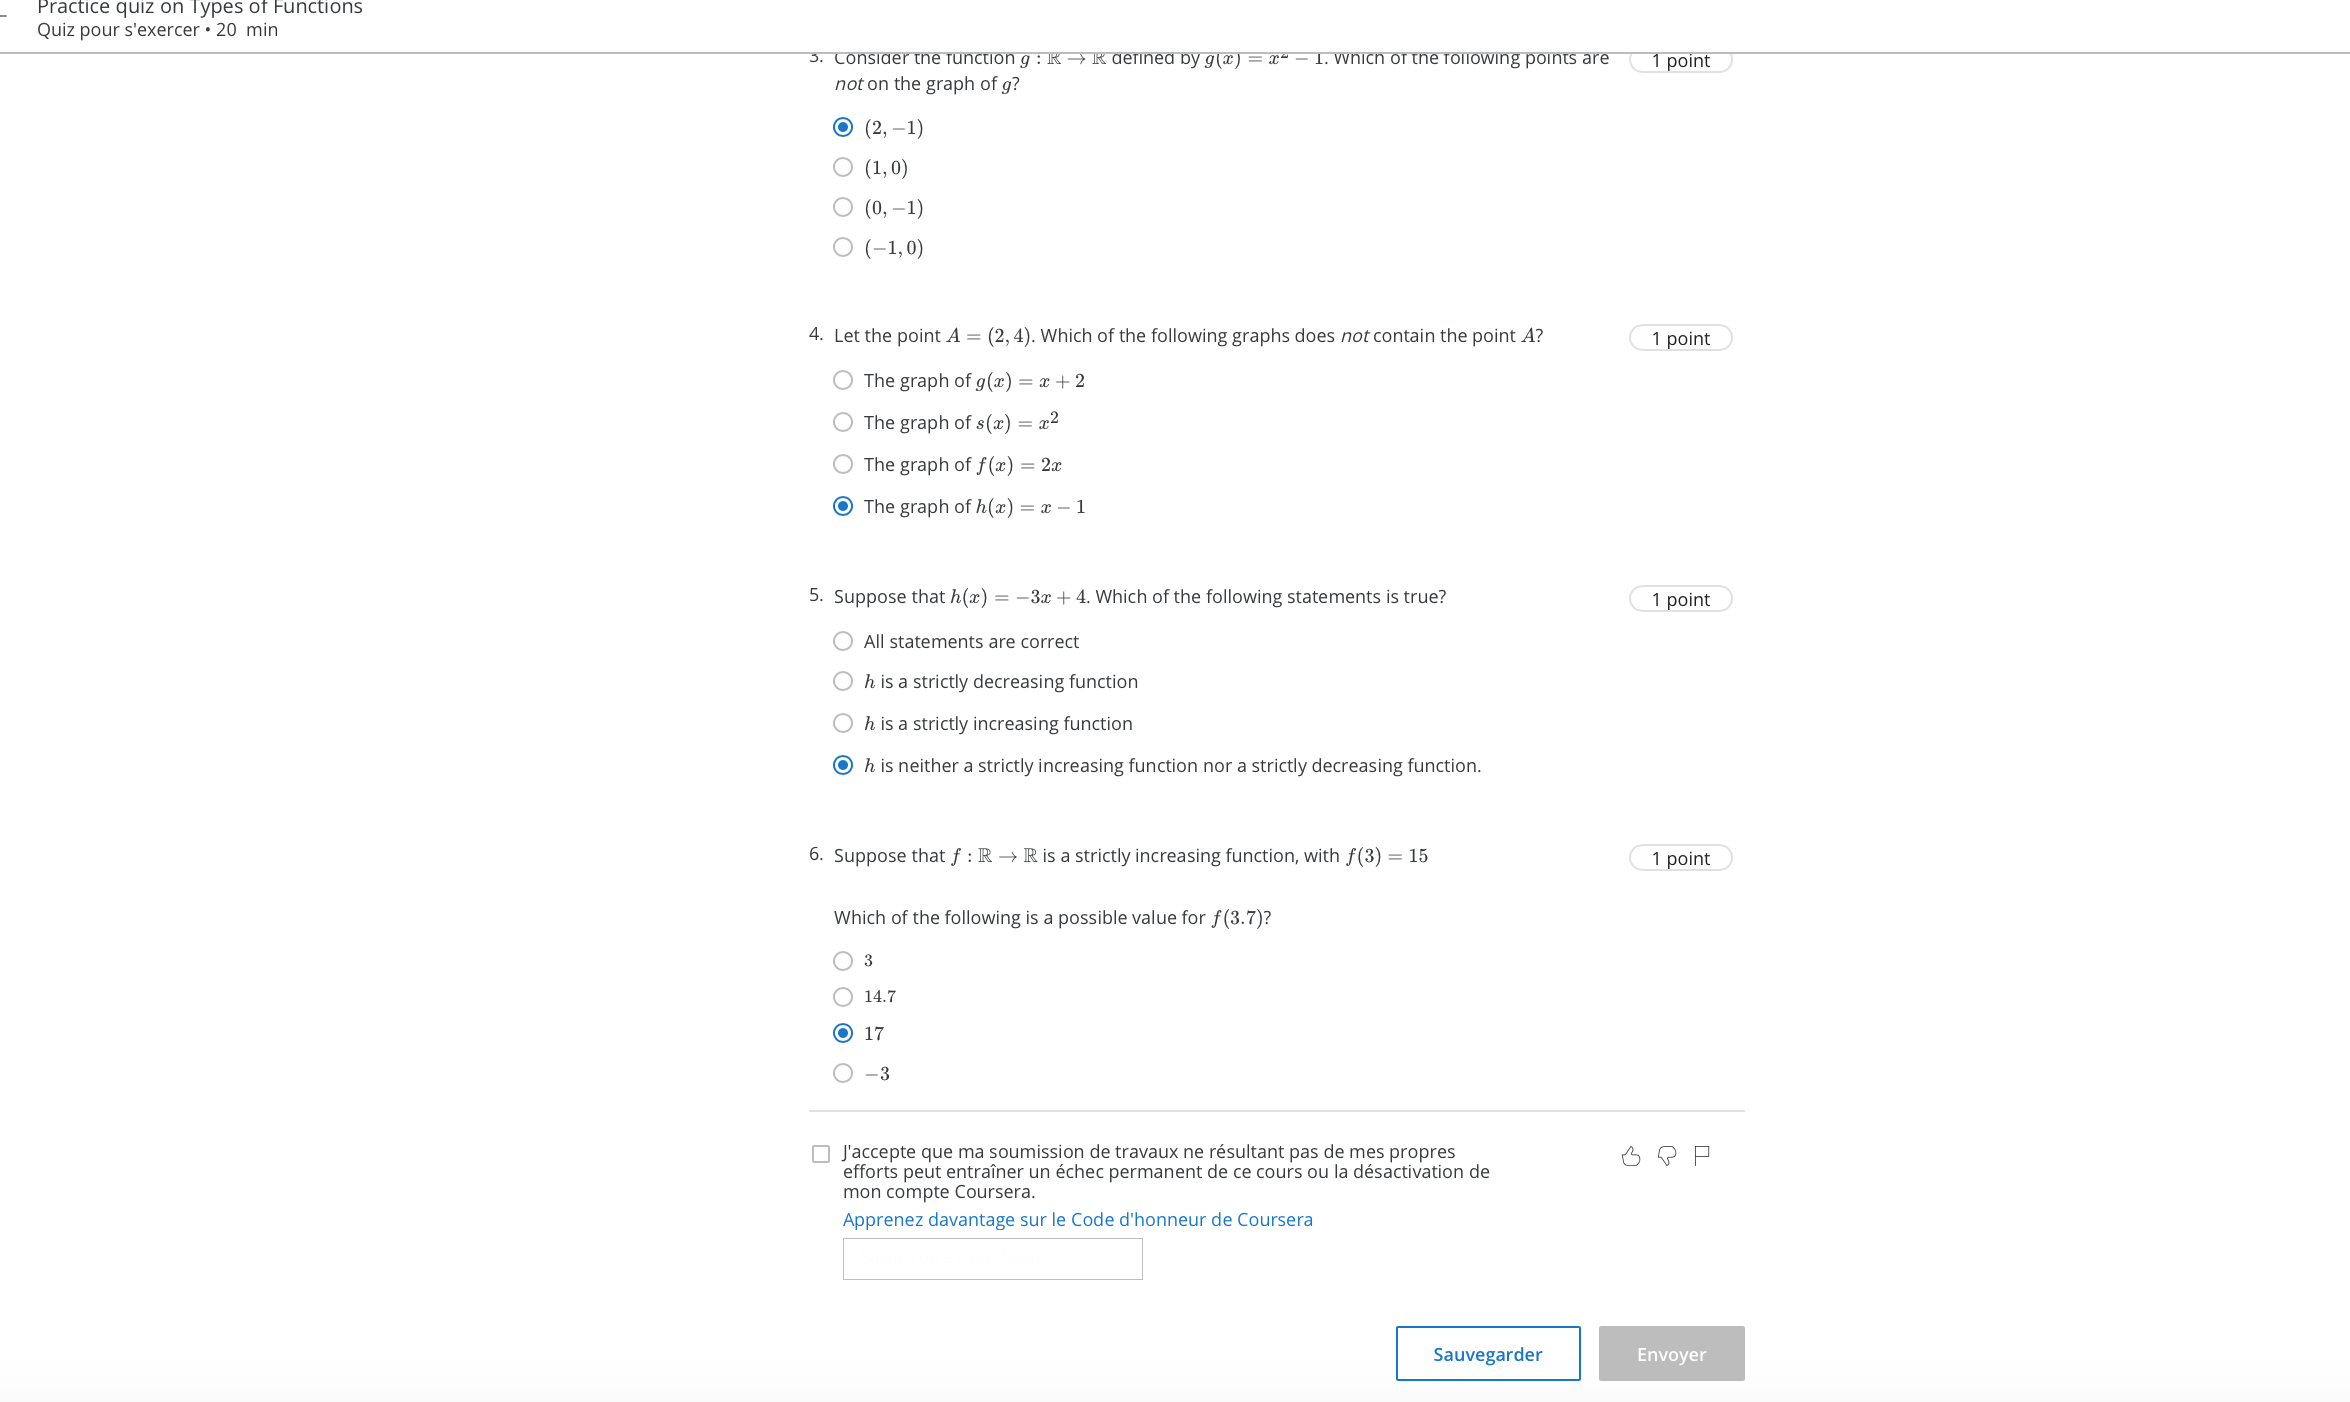 Practice quiz on Types of Functions
Quiz pour s'exercer • 20 min
3. Consider the function g : ℝ → ℝ defined by g(x) = x² − 1. Which of the following points are
1 point
not on the graph of g?
(2, −1)
(1, 0)
(0, −1)
(−1, 0)
4. Let the point A = (2, 4). Which of the following graphs does not contain the point A?
1 point
The graph of g(x) = x + 2
The graph of s(x) = x²
The graph of f(x) = 2x
The graph of h(x) = x − 1
5. Suppose that h(x) = −3x + 4. Which of the following statements is true?
1 point
All statements are correct
h is a strictly decreasing function
h is a strictly increasing function
h is neither a strictly increasing function nor a strictly decreasing function.
6. Suppose that f : ℝ → ℝ is a strictly increasing function, with f(3) = 15
1 point
Which of the following is a possible value for f(3.7)?
3
14.7
17
−3
J'accepte que ma soumission de travaux ne résultant pas de mes propres
efforts peut entraîner un échec permanent de ce cours ou la désactivation de
mon compte Coursera.
Apprenez davantage sur le Code d'honneur de Coursera
Sauvegarder
Envoyer